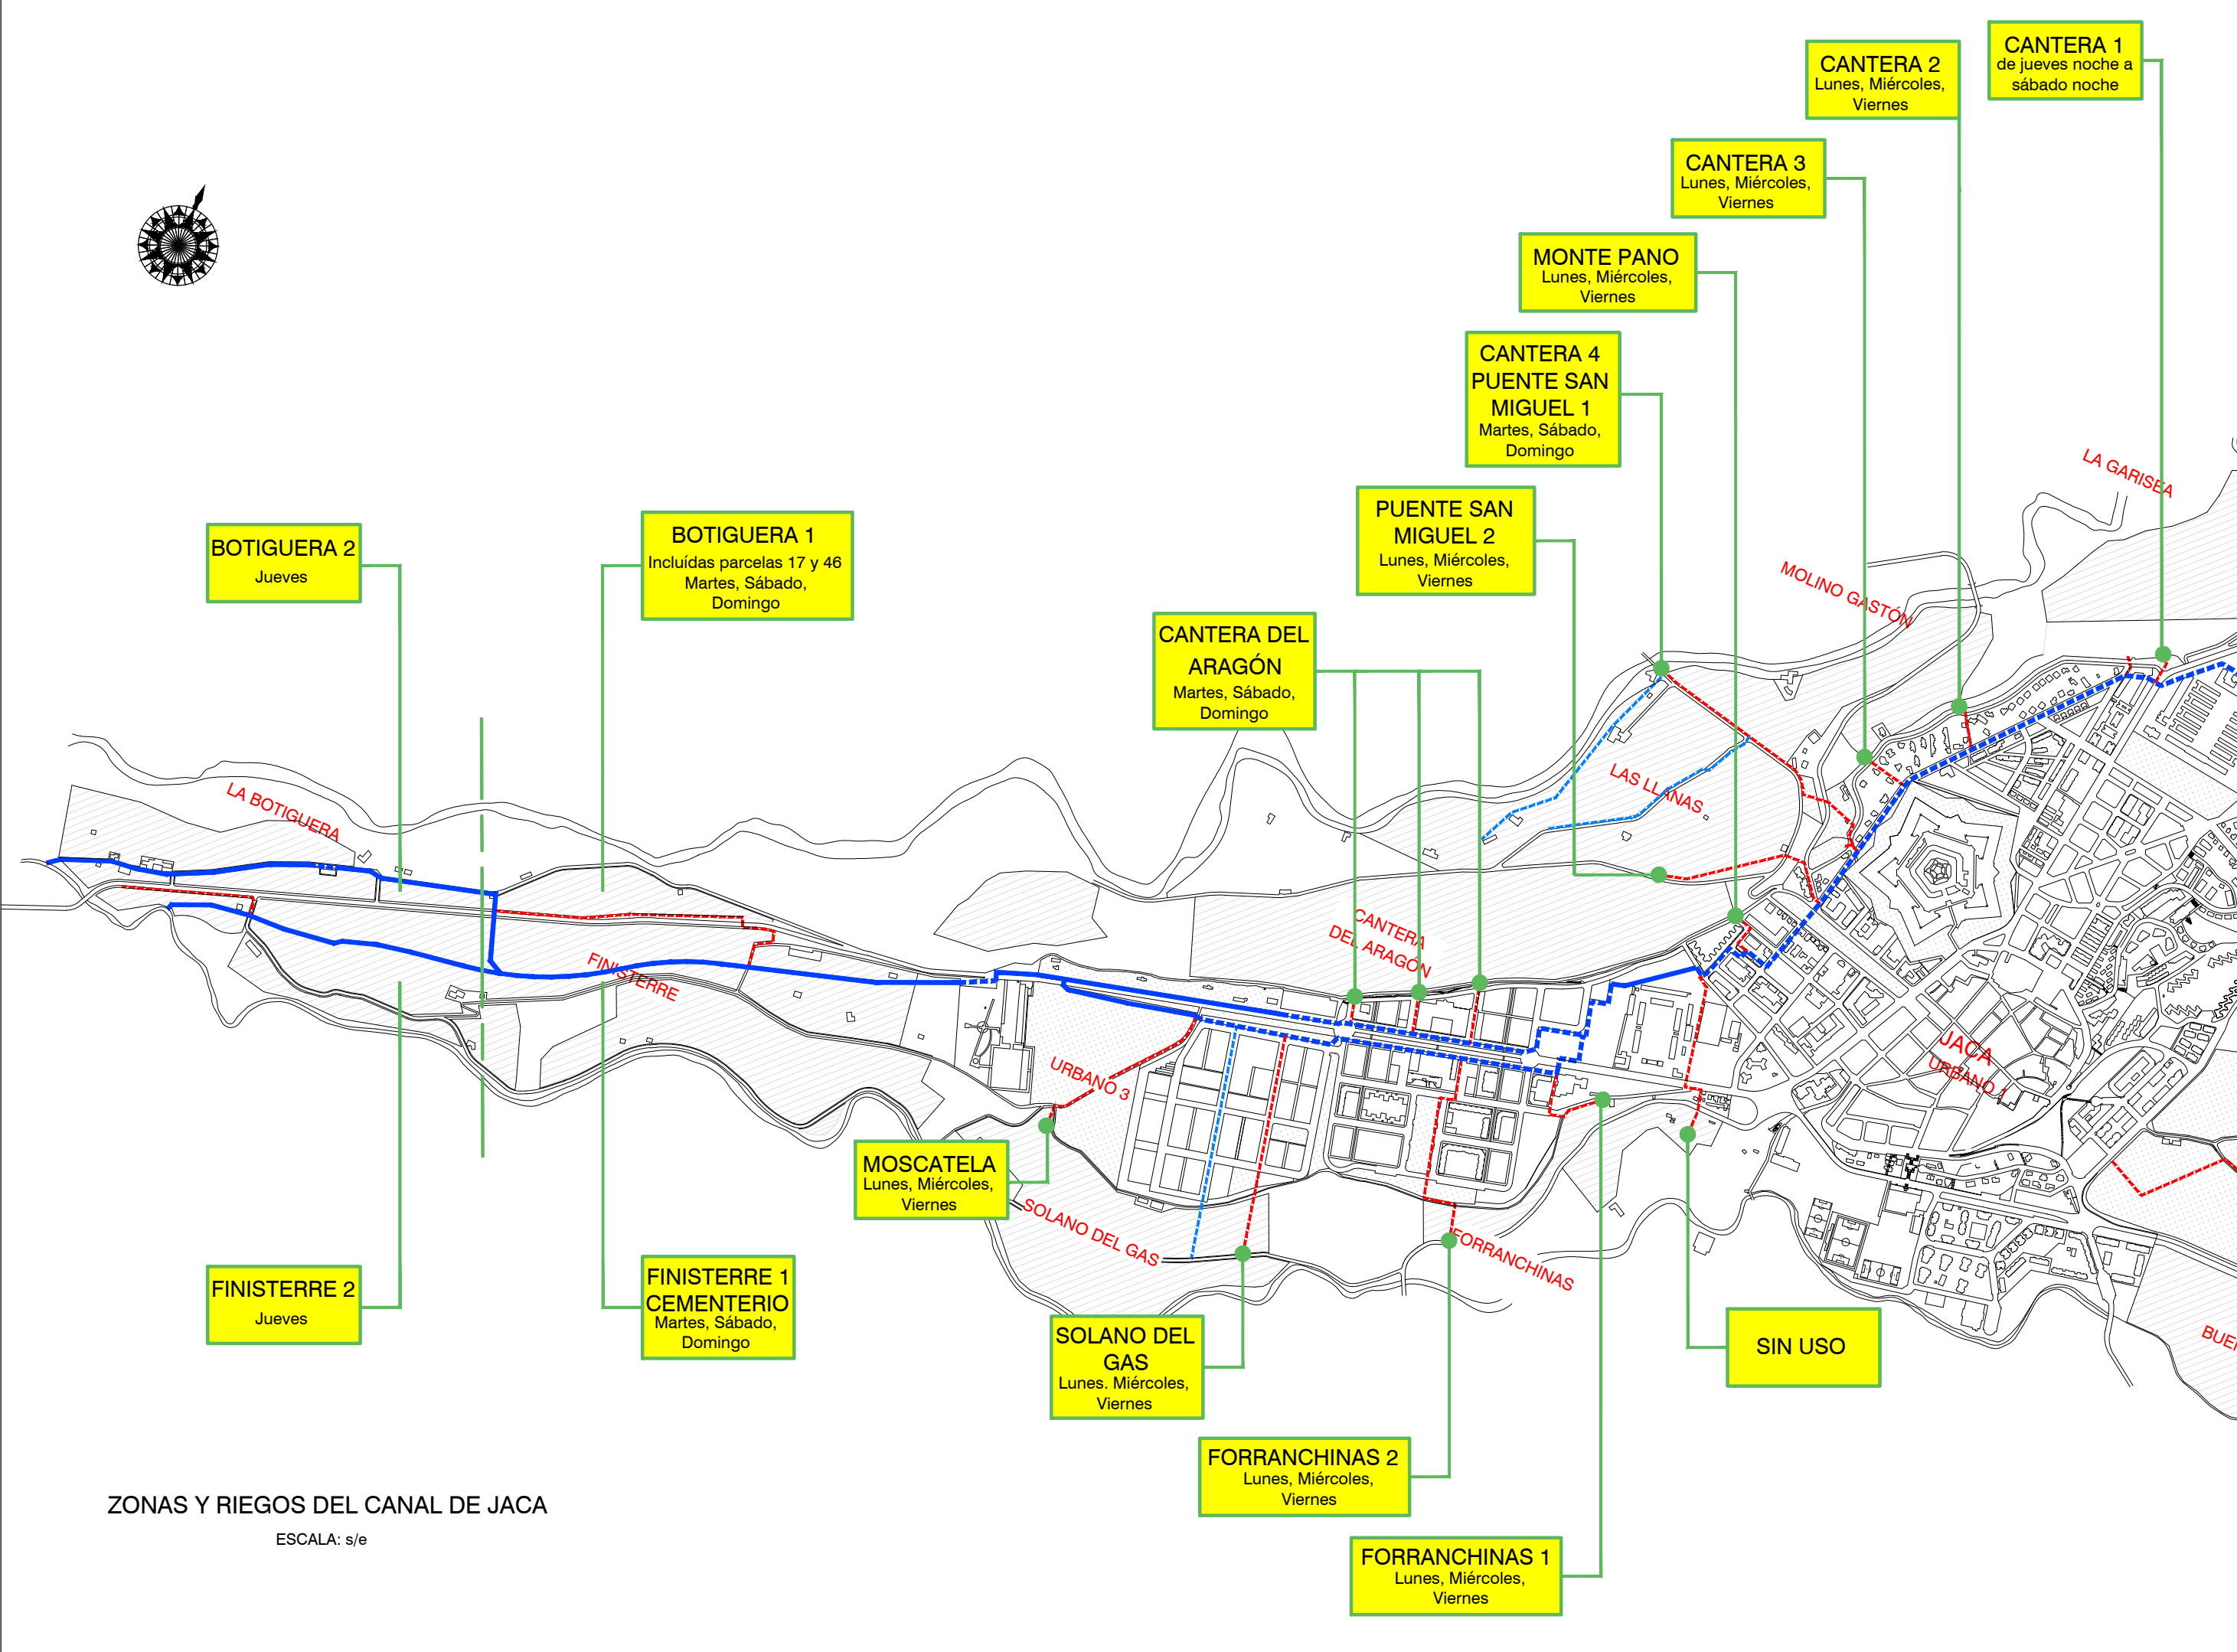 CANTERA 1
de jueves noche a
sábado noche
CANTERA 2
Lunes, Miércoles,
Viernes
CANTERA 3
Lunes, Miércoles,
Viernes
MONTE PANO
Lunes, Miércoles,
Viernes
CANTERA 4
PUENTE SAN
MIGUEL 1
Martes, Sábado,
Domingo
LA GARISEA
PUENTE SAN
MIGUEL 2
Lunes, Miércoles,
Viernes
BOTIGUERA 2
Jueves
BOTIGUERA 1
Incluídas parcelas 17 y 46
Martes, Sábado,
Domingo
MOLINO GASTÓN
CANTERA DEL
ARAGÓN
Martes, Sábado,
Domingo
LA BOTIGUERA
LAS LLANAS
CANTERA
DEL ARAGÓN
FINISTERRE
URBANO 3
JACA
URBANO 1
MOSCATELA
Lunes, Miércoles,
Viernes
SOLANO DEL GAS
FORRANCHINAS
FINISTERRE 2
Jueves
FINISTERRE 1
CEMENTERIO
Martes, Sábado,
Domingo
SOLANO DEL
GAS
Lunes. Miércoles,
Viernes
SIN USO
FORRANCHINAS 2
Lunes, Miércoles,
Viernes
FORRANCHINAS 1
Lunes, Miércoles,
Viernes
ZONAS Y RIEGOS DEL CANAL DE JACA
ESCALA: s/e